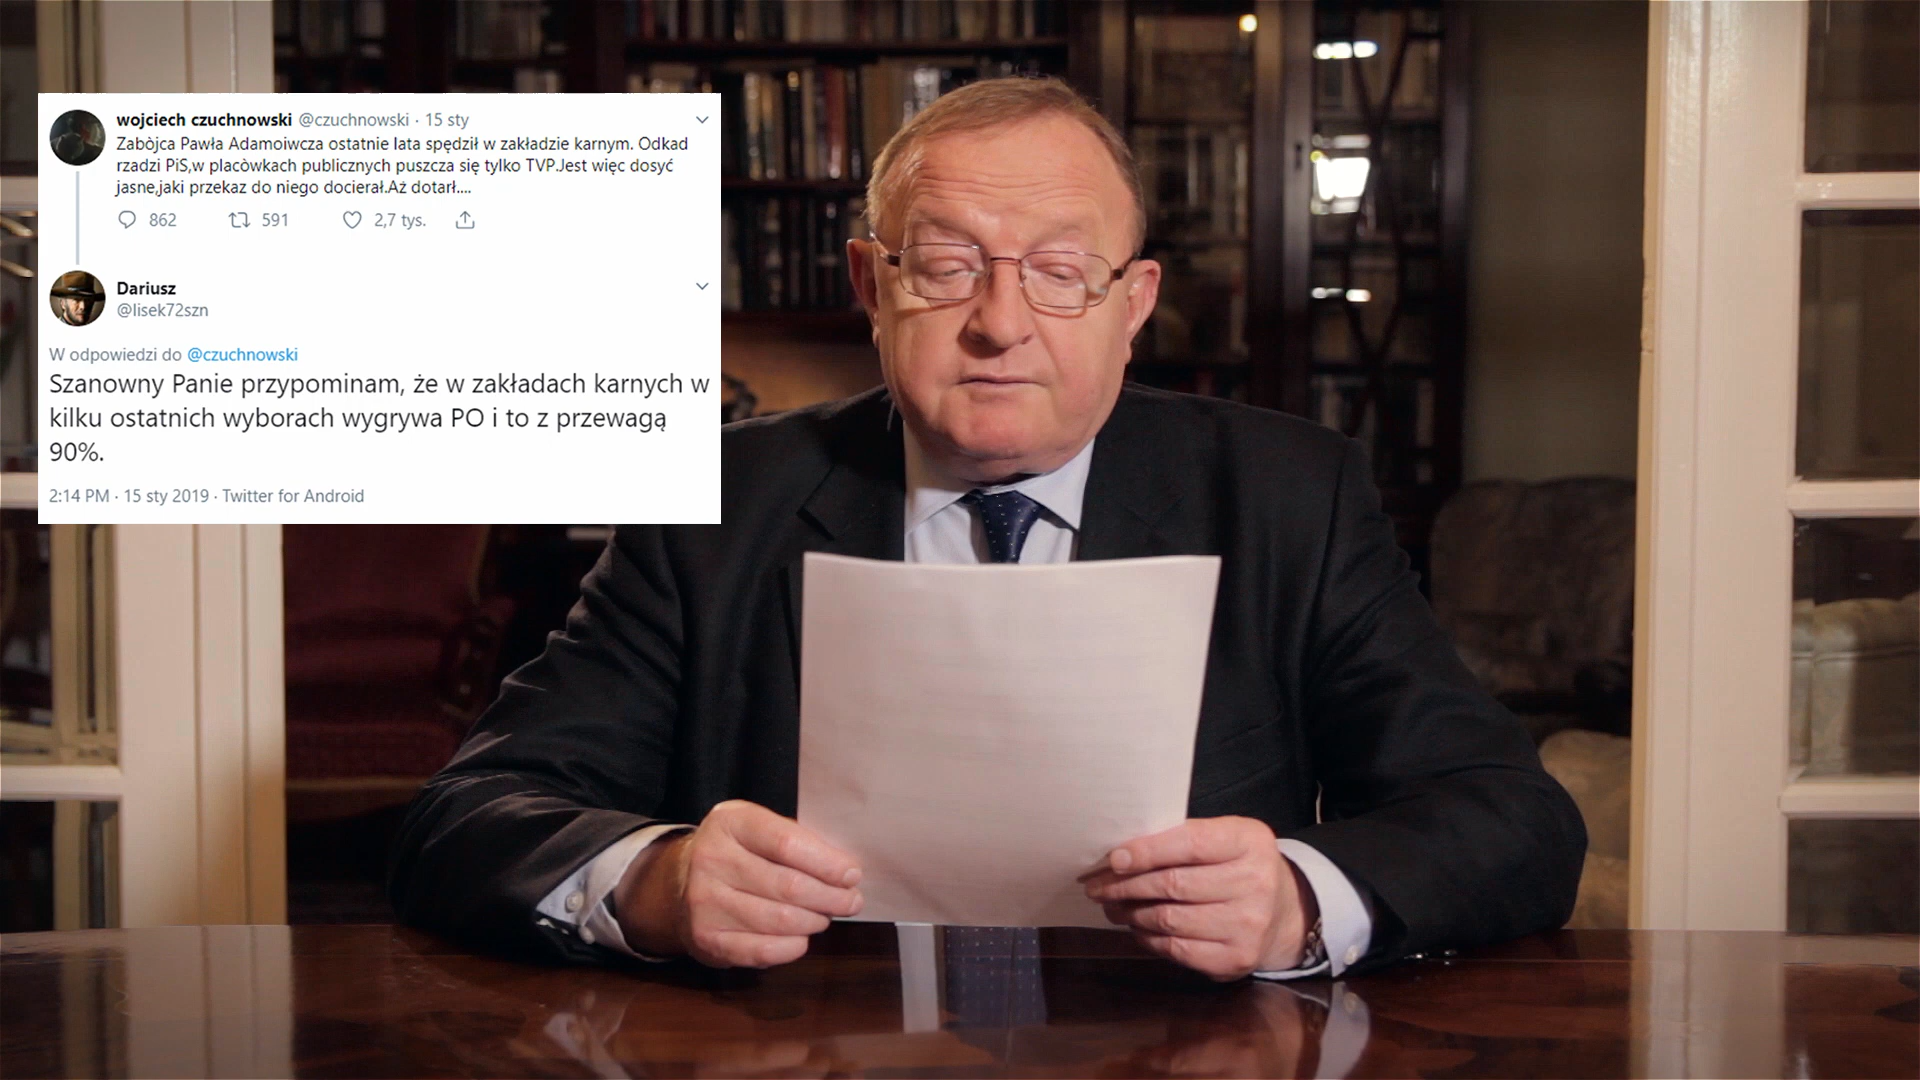 wojciech czuchnowski @czuchnowski · 15 sty
Zabòjca Pawła Adamoiwcza ostatnie lata spędził w zakładzie karnym. Odkad
rzadzi PiS,w placòwkach publicznych puszcza się tylko TVP.Jest więc dosyć
jasne,jaki przekaz do niego docierał.Aż dotarł....
862 591 2,7 tys.
Dariusz
@lisek72szn
W odpowiedzi do @czuchnowski
Szanowny Panie przypominam, że w zakładach karnych w
kilku ostatnich wyborach wygrywa PO i to z przewagą
90%.
2:14 PM · 15 sty 2019 · Twitter for Android